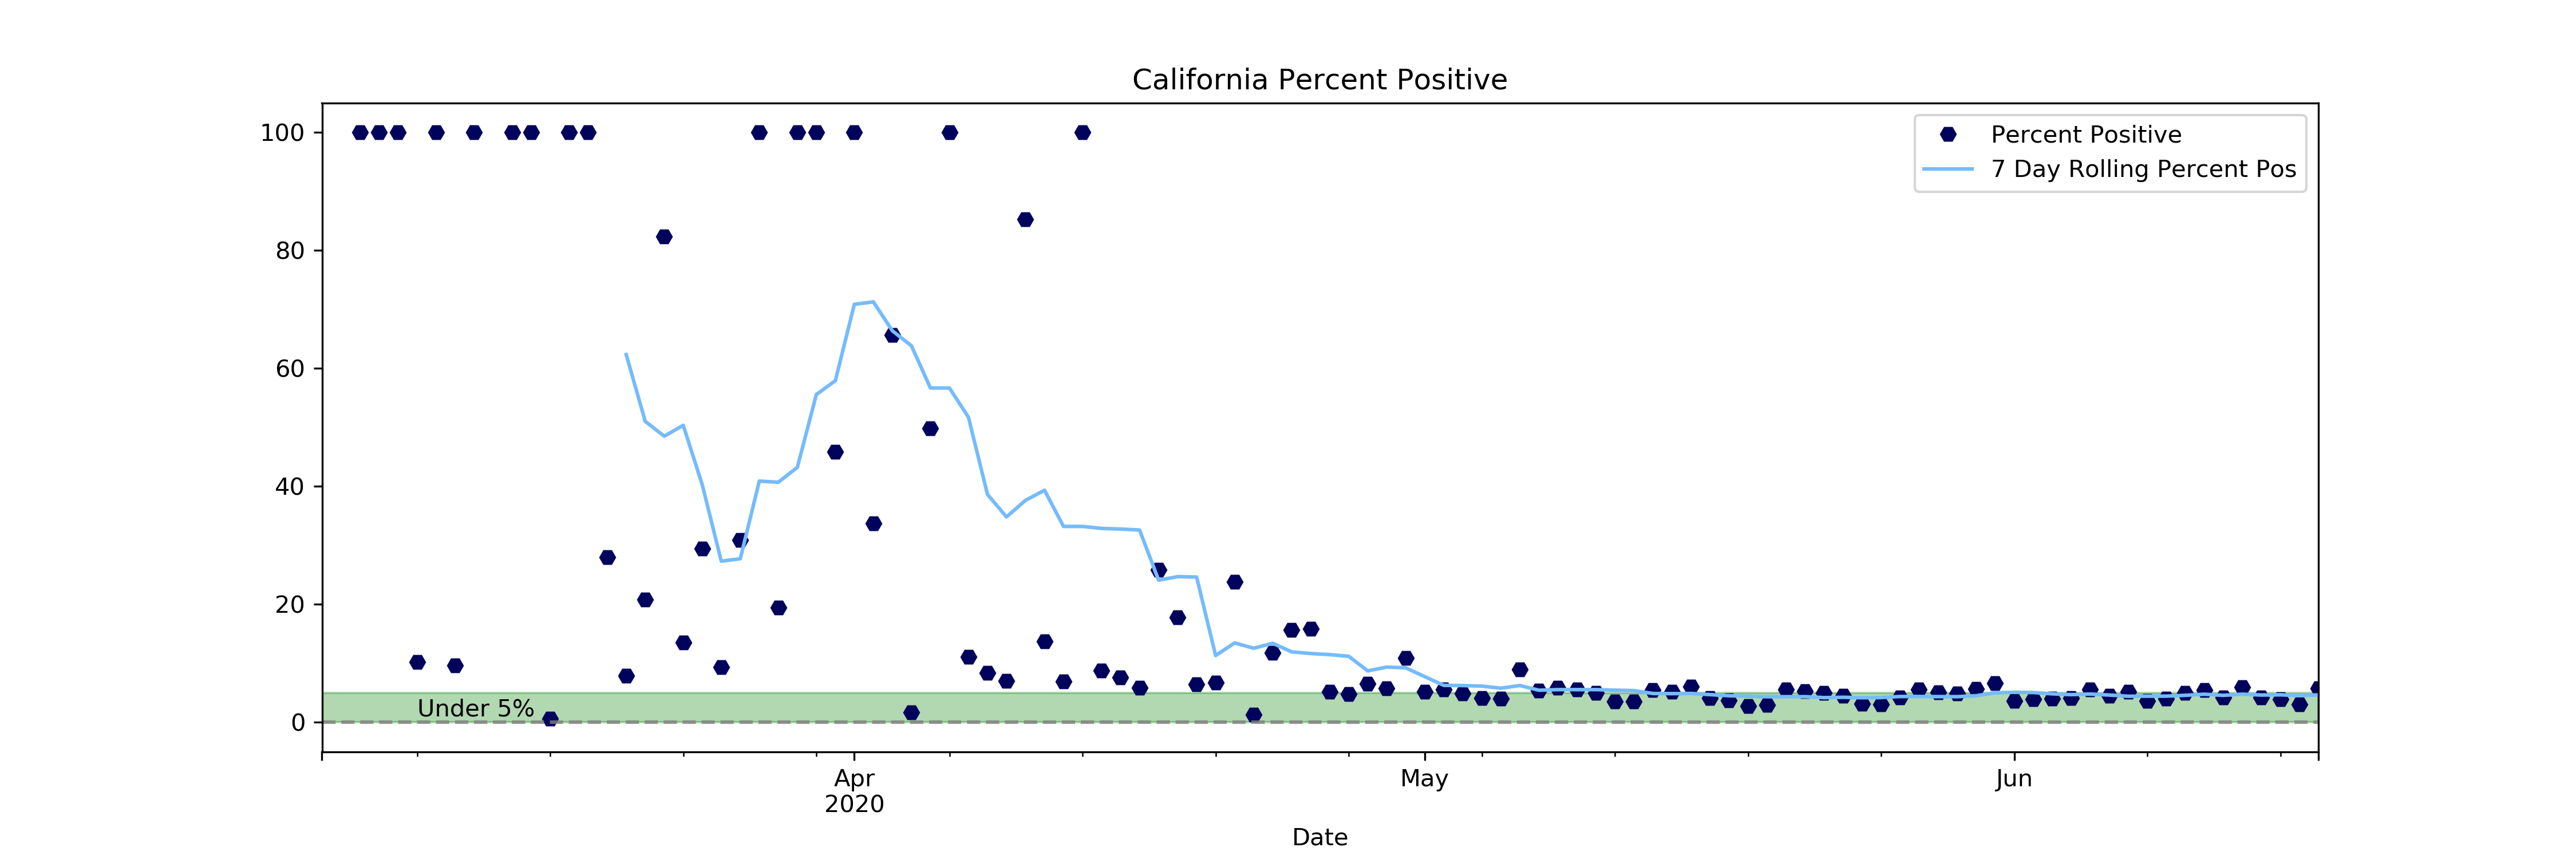 California Percent Positive
100
80
60
40
20
0
Percent Positive
7 Day Rolling Percent Pos
Under 5%
Apr
2020
May
Jun
Date